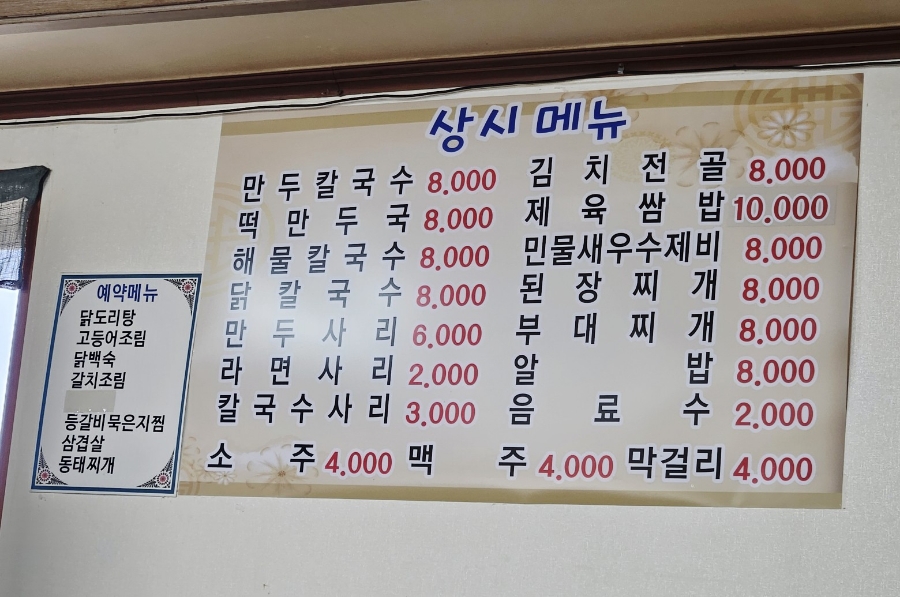 상시메뉴
만두칼국수 8.000
떡만두국 8.000
해물칼국수 8.000
닭칼국수 8.000
만두사리 6.000
라면사리 2.000
칼국수사리 3.000
김치전골 8.000
제육쌈밥 10.000
민물새우수제비 8.000
된장찌개 8.000
부대찌개 8.000
알밥 8.000
음료수 2.000
소주 4.000 맥주 4.000 막걸리 4.000
예약메뉴
닭도리탕
고등어조림
닭백숙
갈치조림
등갈비묵은지찜
삼겹살
동태찌개